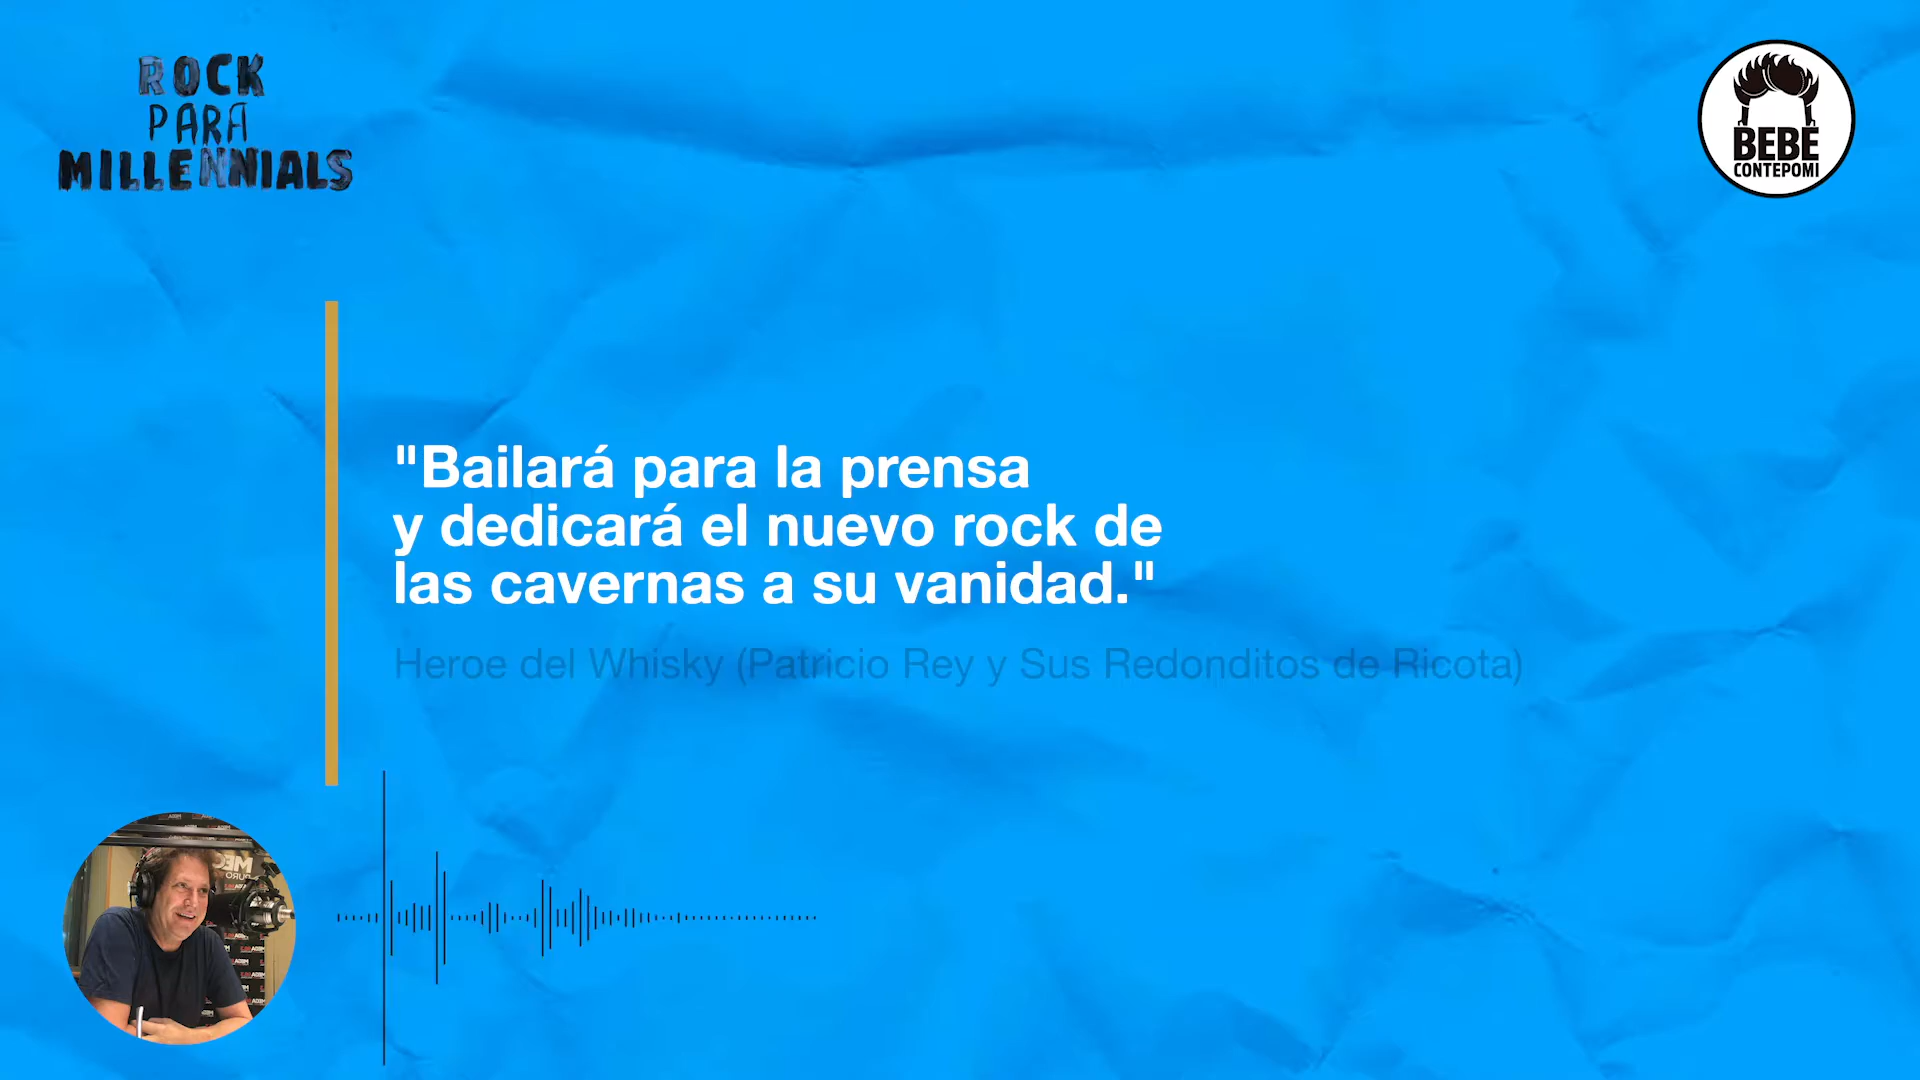 ROCK
PARA
MILLENNIALS
BEBE
CONTEPOMI
"Bailará para la prensa
y dedicará el nuevo rock de
las cavernas a su vanidad."
Heroe del Whisky (Patricio Rey y Sus Redonditos de Ricota)